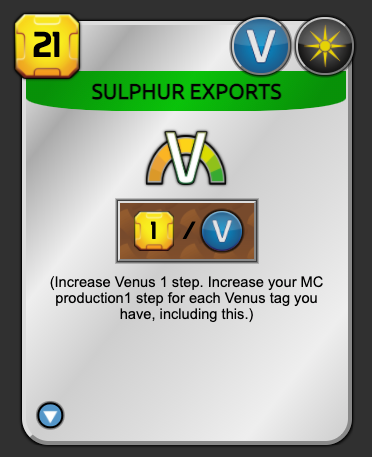 21 V
SULPHUR EXPORTS
V
1 / V
(Increase Venus 1 step. Increase your MC
production1 step for each Venus tag you
have, including this.)